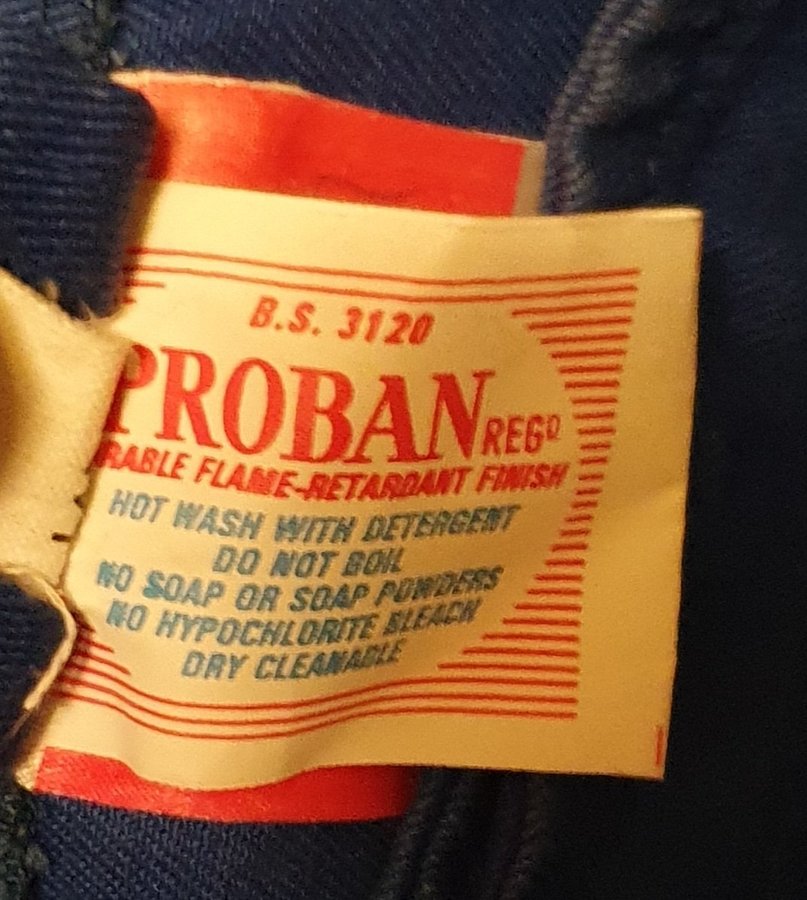 B.S. 3120
PROBAN REGD
RABLE FLAME-RETARDANT FINISH
HOT WASH WITH DETERGENT
DO NOT BOIL
NO SOAP OR SOAP POWDERS
NO HYPOCHLORITE BLEACH
DRY CLEANABLE